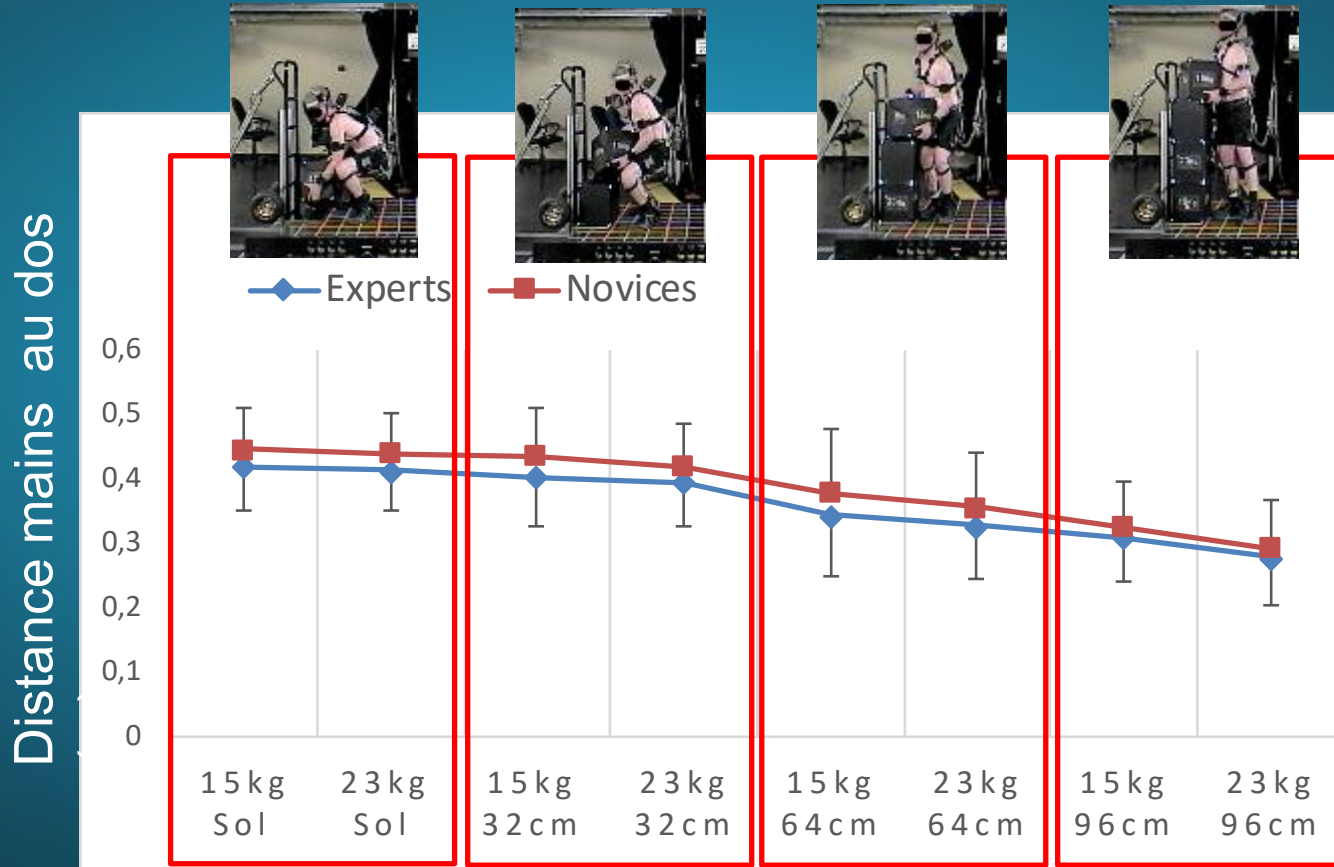 Distance mains au dos
Experts
Novices
0,6
0,5
0,4
0,3
0,2
0,1
0
15kg Sol
23kg Sol
15kg 32cm
23kg 32cm
15kg 64cm
23kg 64cm
15kg 96cm
23kg 96cm